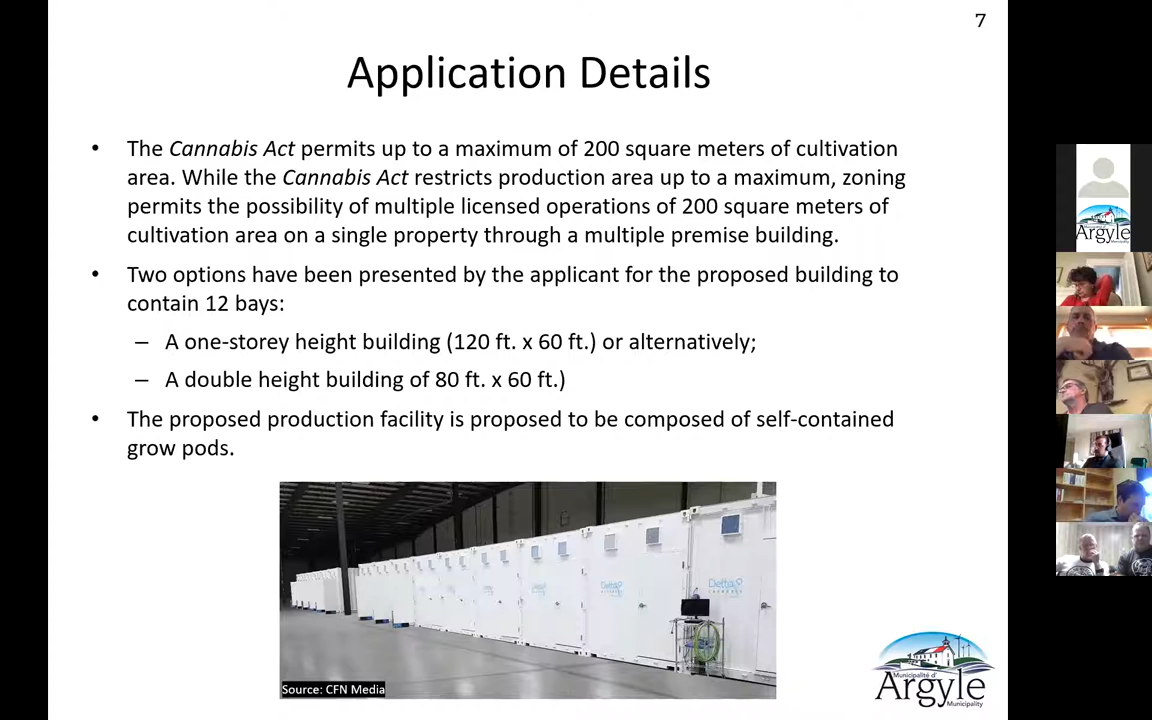 7
Application Details
• The Cannabis Act permits up to a maximum of 200 square meters of cultivation
area. While the Cannabis Act restricts production area up to a maximum, zoning
permits the possibility of multiple licensed operations of 200 square meters of
cultivation area on a single property through a multiple premise building.
• Two options have been presented by the applicant for the proposed building to
contain 12 bays:
– A one-storey height building (120 ft. x 60 ft.) or alternatively;
– A double height building of 80 ft. x 60 ft.)
• The proposed production facility is proposed to be composed of self-contained
grow pods.
Delta
Delta
Source: CFN Media
Municipalité d'
Argyle
Municipality
Argyle